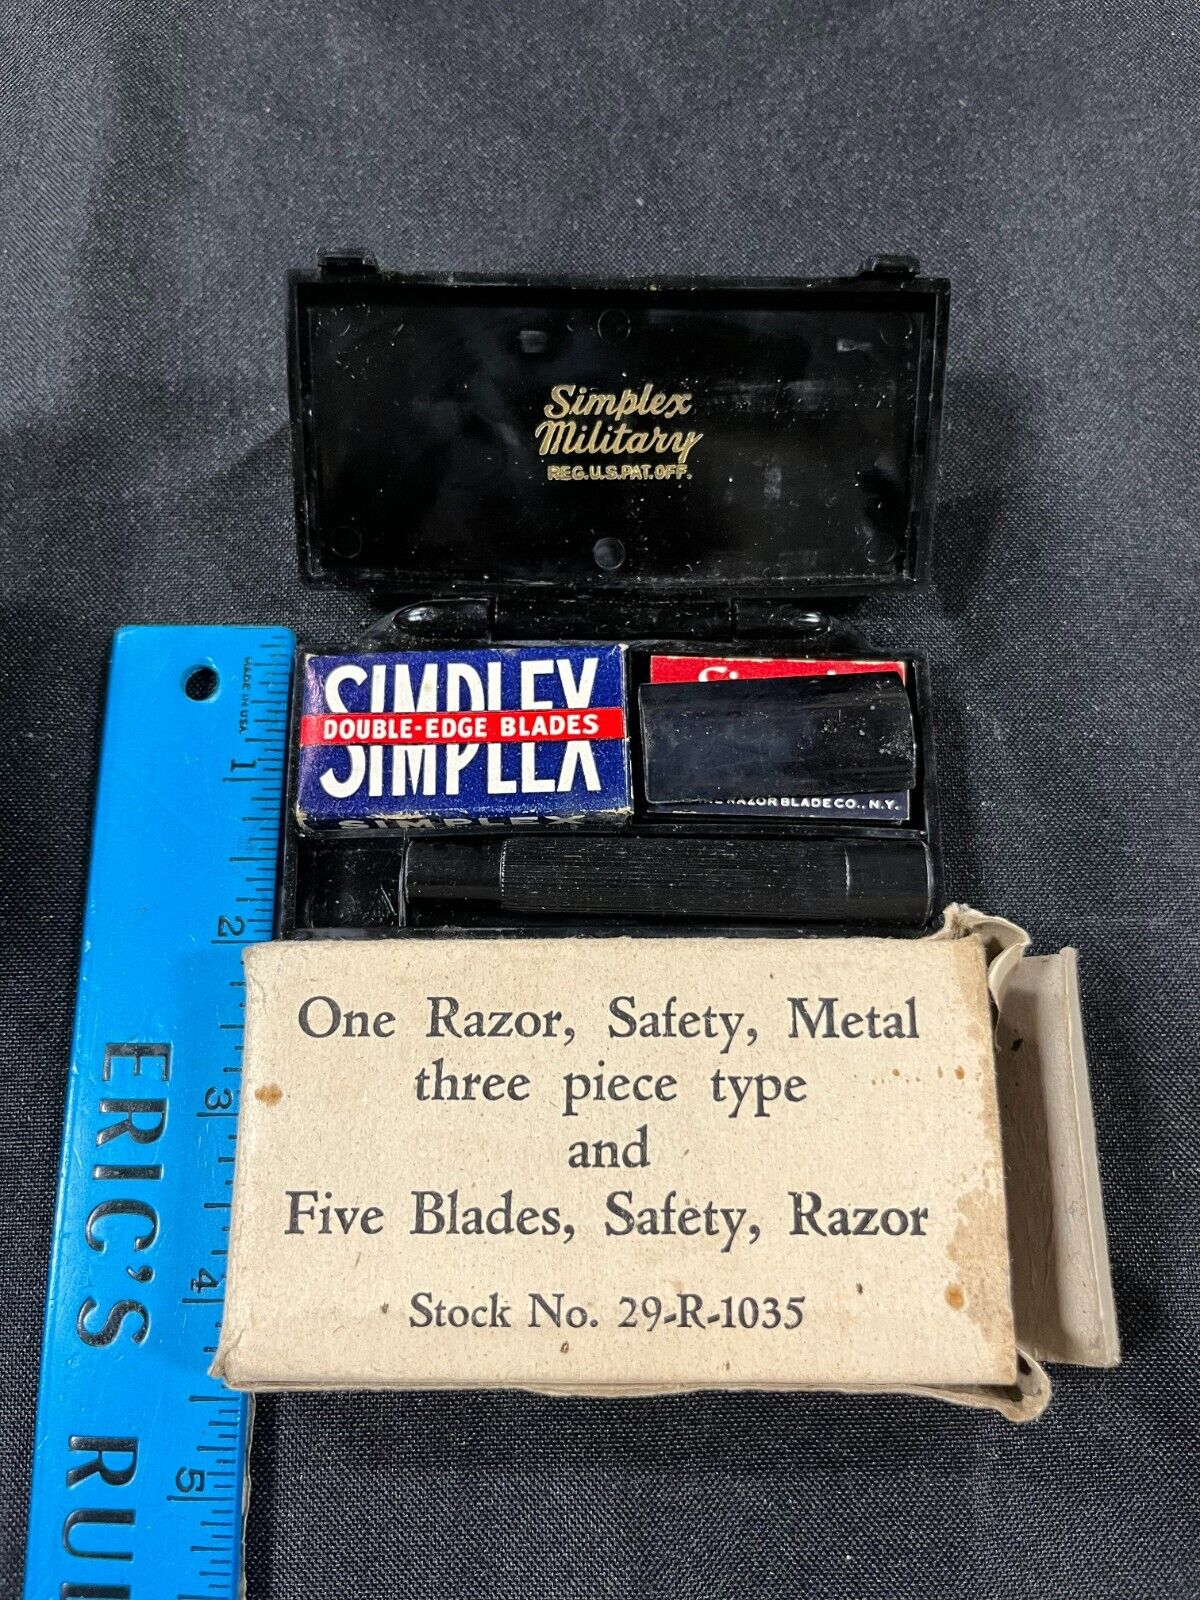 Simplex
Military
REG. U.S. PAT. OFF.
SIMPLEX
DOUBLE-EDGE BLADES
SIMPLEX
SIMPLEX
RAZOR BLADE CO., N.Y.
One Razor, Safety, Metal
three piece type
and
Five Blades, Safety, Razor
Stock No. 29-R-1035
MADE IN USA
1
2
3
4
5
ERIC'S